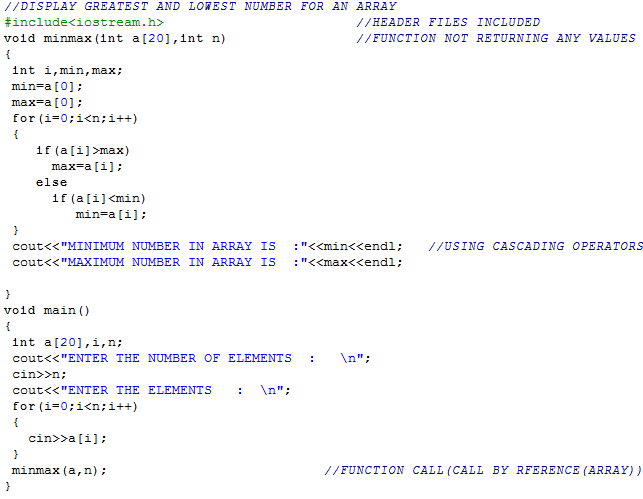 //DISPLAY GREATEST AND LOWEST NUMBER FOR AN ARRAY
#include<iostream.h> //HEADER FILES INCLUDED
void minmax(int a[20],int n) //FUNCTION NOT RETURNING ANY VALUES
{
int i,min,max;
min=a[0];
max=a[0];
for(i=0;i<n;i++)
{
if(a[i]>max)
max=a[i];
else
if(a[i]<min)
min=a[i];
}
cout<<"MINIMUM NUMBER IN ARRAY IS :"<<min<<endl; //USING CASCADING OPERATORS
cout<<"MAXIMUM NUMBER IN ARRAY IS :"<<max<<endl;
}
void main()
{
int a[20],i,n;
cout<<"ENTER THE NUMBER OF ELEMENTS : \n";
cin>>n;
cout<<"ENTER THE ELEMENTS : \n";
for(i=0;i<n;i++)
{
cin>>a[i];
}
minmax(a,n); //FUNCTION CALL(CALL BY RFERENCE(ARRAY))
}